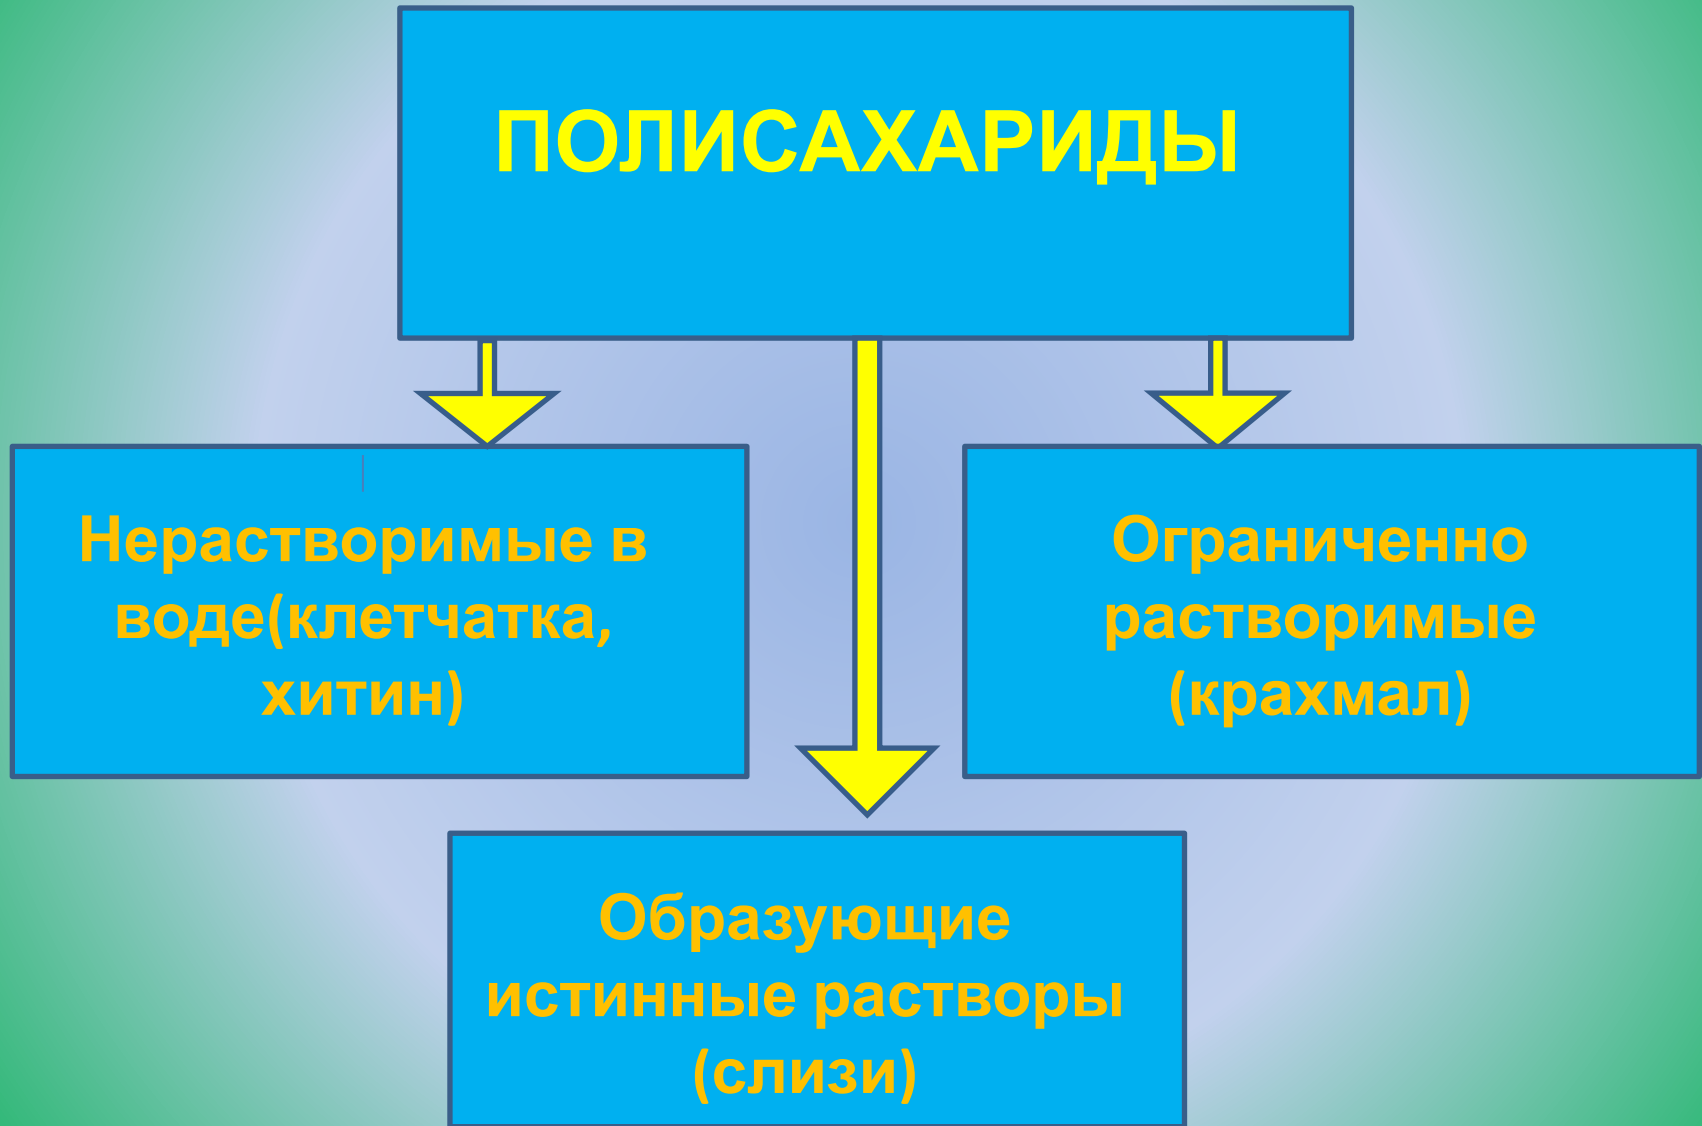 ПОЛИСАХАРИДЫ
Нерастворимые в
воде(клетчатка,
хитин)
Ограниченно
растворимые
(крахмал)
Образующие
истинные растворы
(слизи)